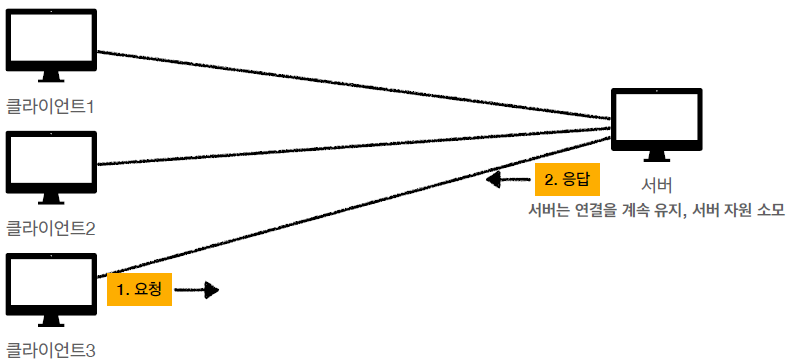 클라이언트1
클라이언트2
2. 응답
서버
서버는 연결을 계속 유지, 서버 자원 소모
1. 요청
클라이언트3